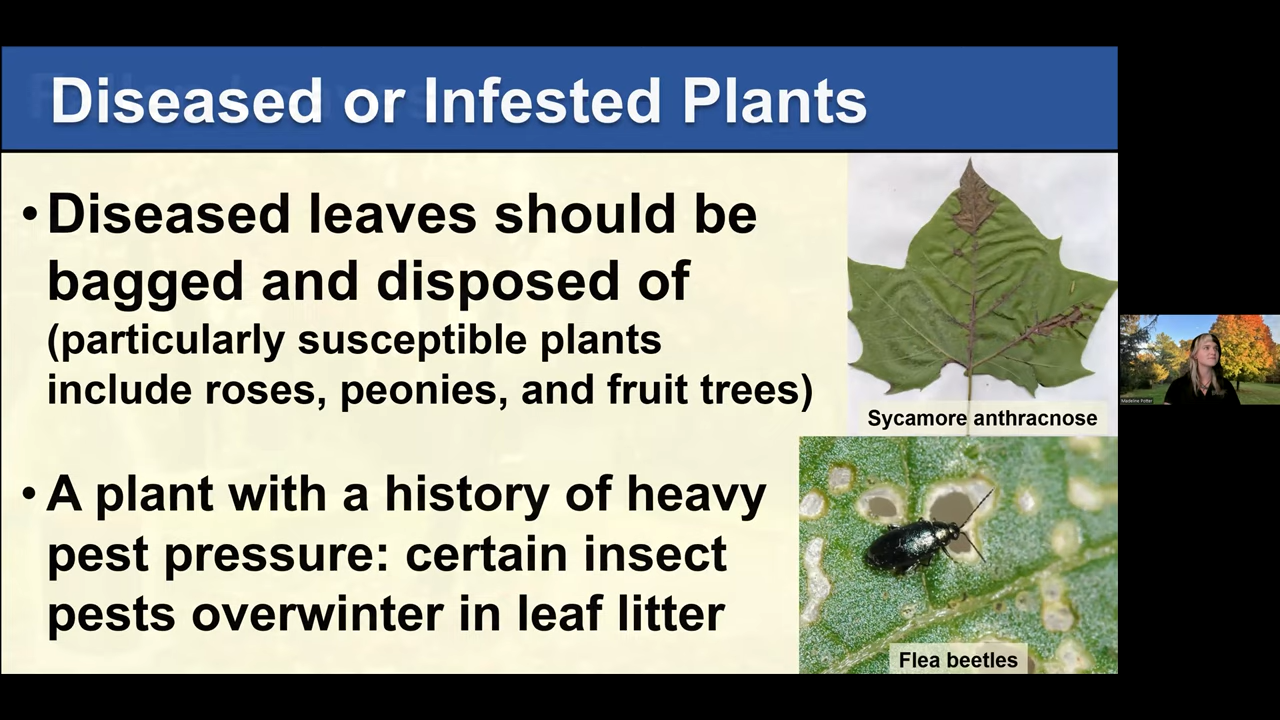 Diseased or Infested Plants
• Diseased leaves should be
bagged and disposed of
(particularly susceptible plants
include roses, peonies, and fruit trees)
Sycamore anthracnose
• A plant with a history of heavy
pest pressure: certain insect
pests overwinter in leaf litter
Flea beetles
Madeline Potter